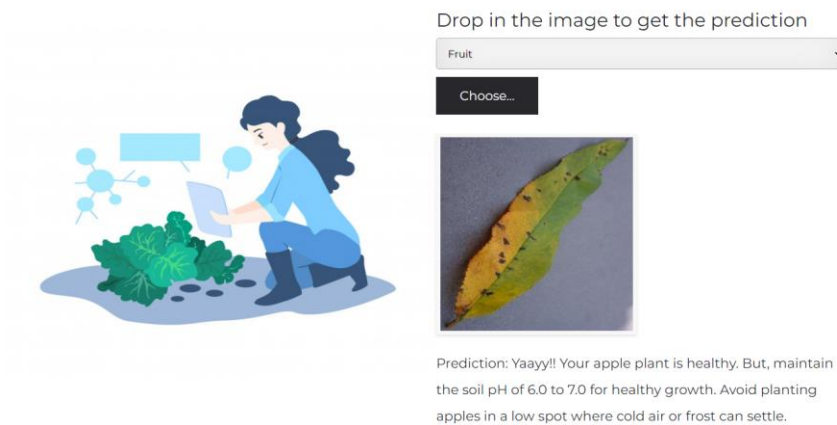 Drop in the image to get the prediction
Fruit
Choose...
Prediction: Yaayy!! Your apple plant is healthy. But, maintain
the soil pH of 6.0 to 7.0 for healthy growth. Avoid planting
apples in a low spot where cold air or frost can settle.